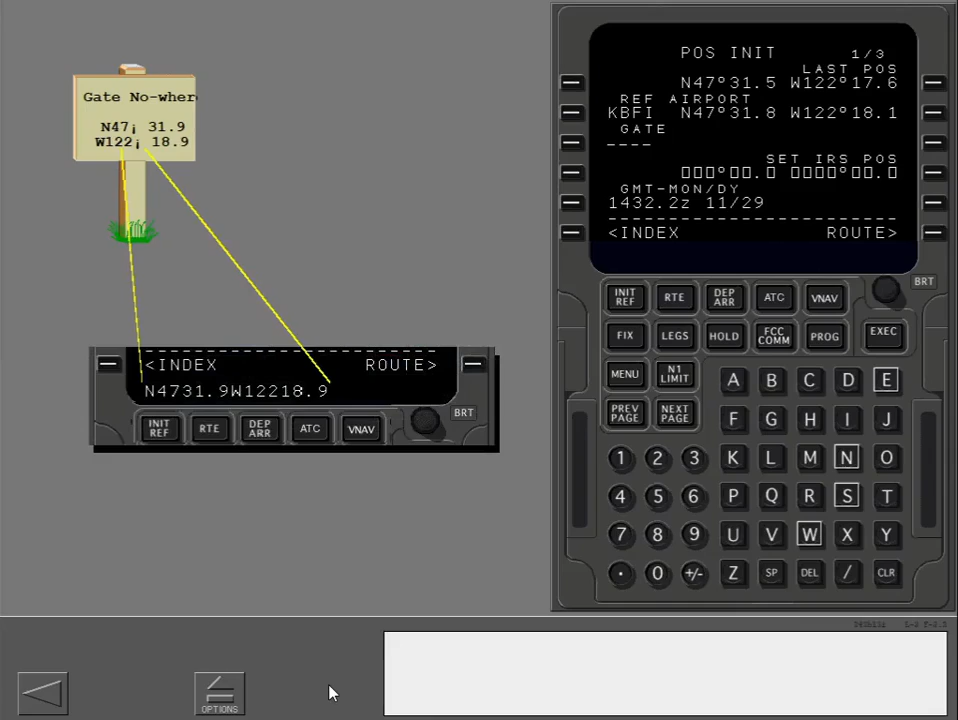 Gate No-wher
N47¡ 31.9
W122¡ 18.9
<INDEX ROUTE>
N4731.9W12218.9
INIT REF
RTE
DEP ARR
ATC
VNAV
BRT
POS INIT 1/3
LAST POS
N47°31.5 W122°17.6
REF AIRPORT
KBFI N47°31.8 W122°18.1
GATE
----
SET IRS POS
▯▯▯°▯▯.▯ ▯▯▯▯°▯▯.▯
GMT-MON/DY
1432.2z 11/29
<INDEX ROUTE>
BRT
INIT REF
RTE
DEP ARR
ATC
VNAV
FIX
LEGS
HOLD
FCC COMM
PROG
EXEC
MENU
N1 LIMIT
PREV PAGE
NEXT PAGE
A B C D E
F G H I J
1 2 3 K L M N O
4 5 6 P Q R S T
7 8 9 U V W X Y
. 0 +/- Z SP DEL / CLR
OPTIONS